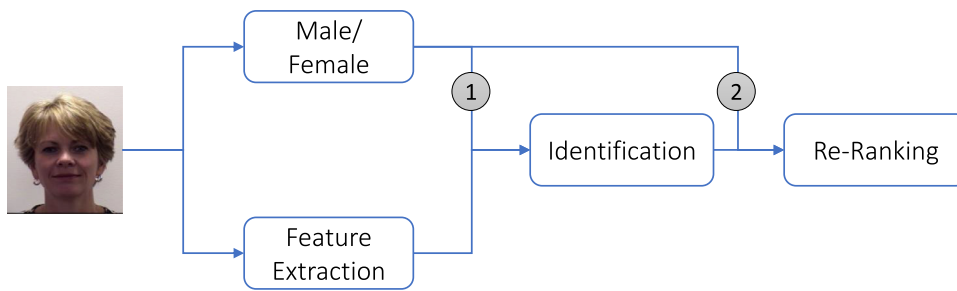 Male/
Female
1
2
Identification
Re-Ranking
Feature
Extraction